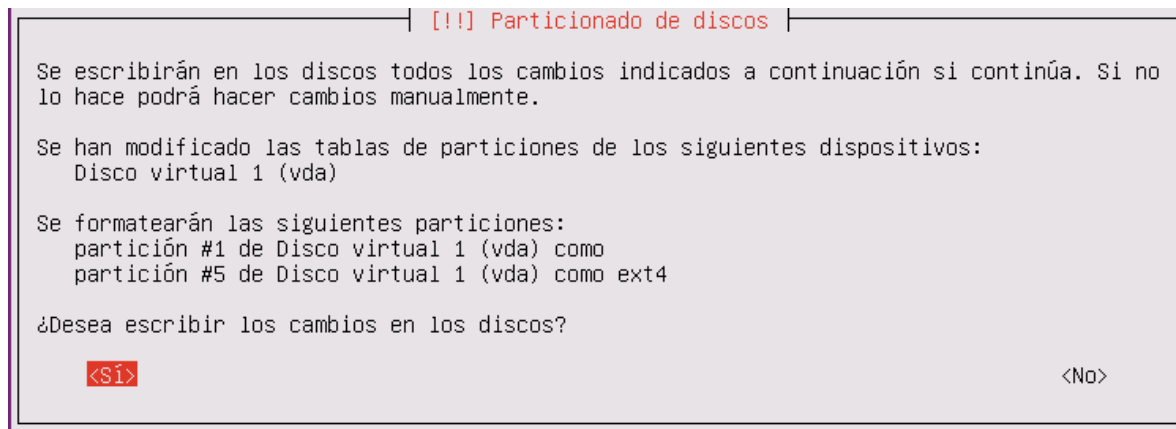 [!!] Particionado de discos
Se escribirán en los discos todos los cambios indicados a continuación si continúa. Si no
lo hace podrá hacer cambios manualmente.
Se han modificado las tablas de particiones de los siguientes dispositivos:
Disco virtual 1 (vda)
Se formatearán las siguientes particiones:
partición #1 de Disco virtual 1 (vda) como
partición #5 de Disco virtual 1 (vda) como ext4
¿Desea escribir los cambios en los discos?
<Sí> <No>